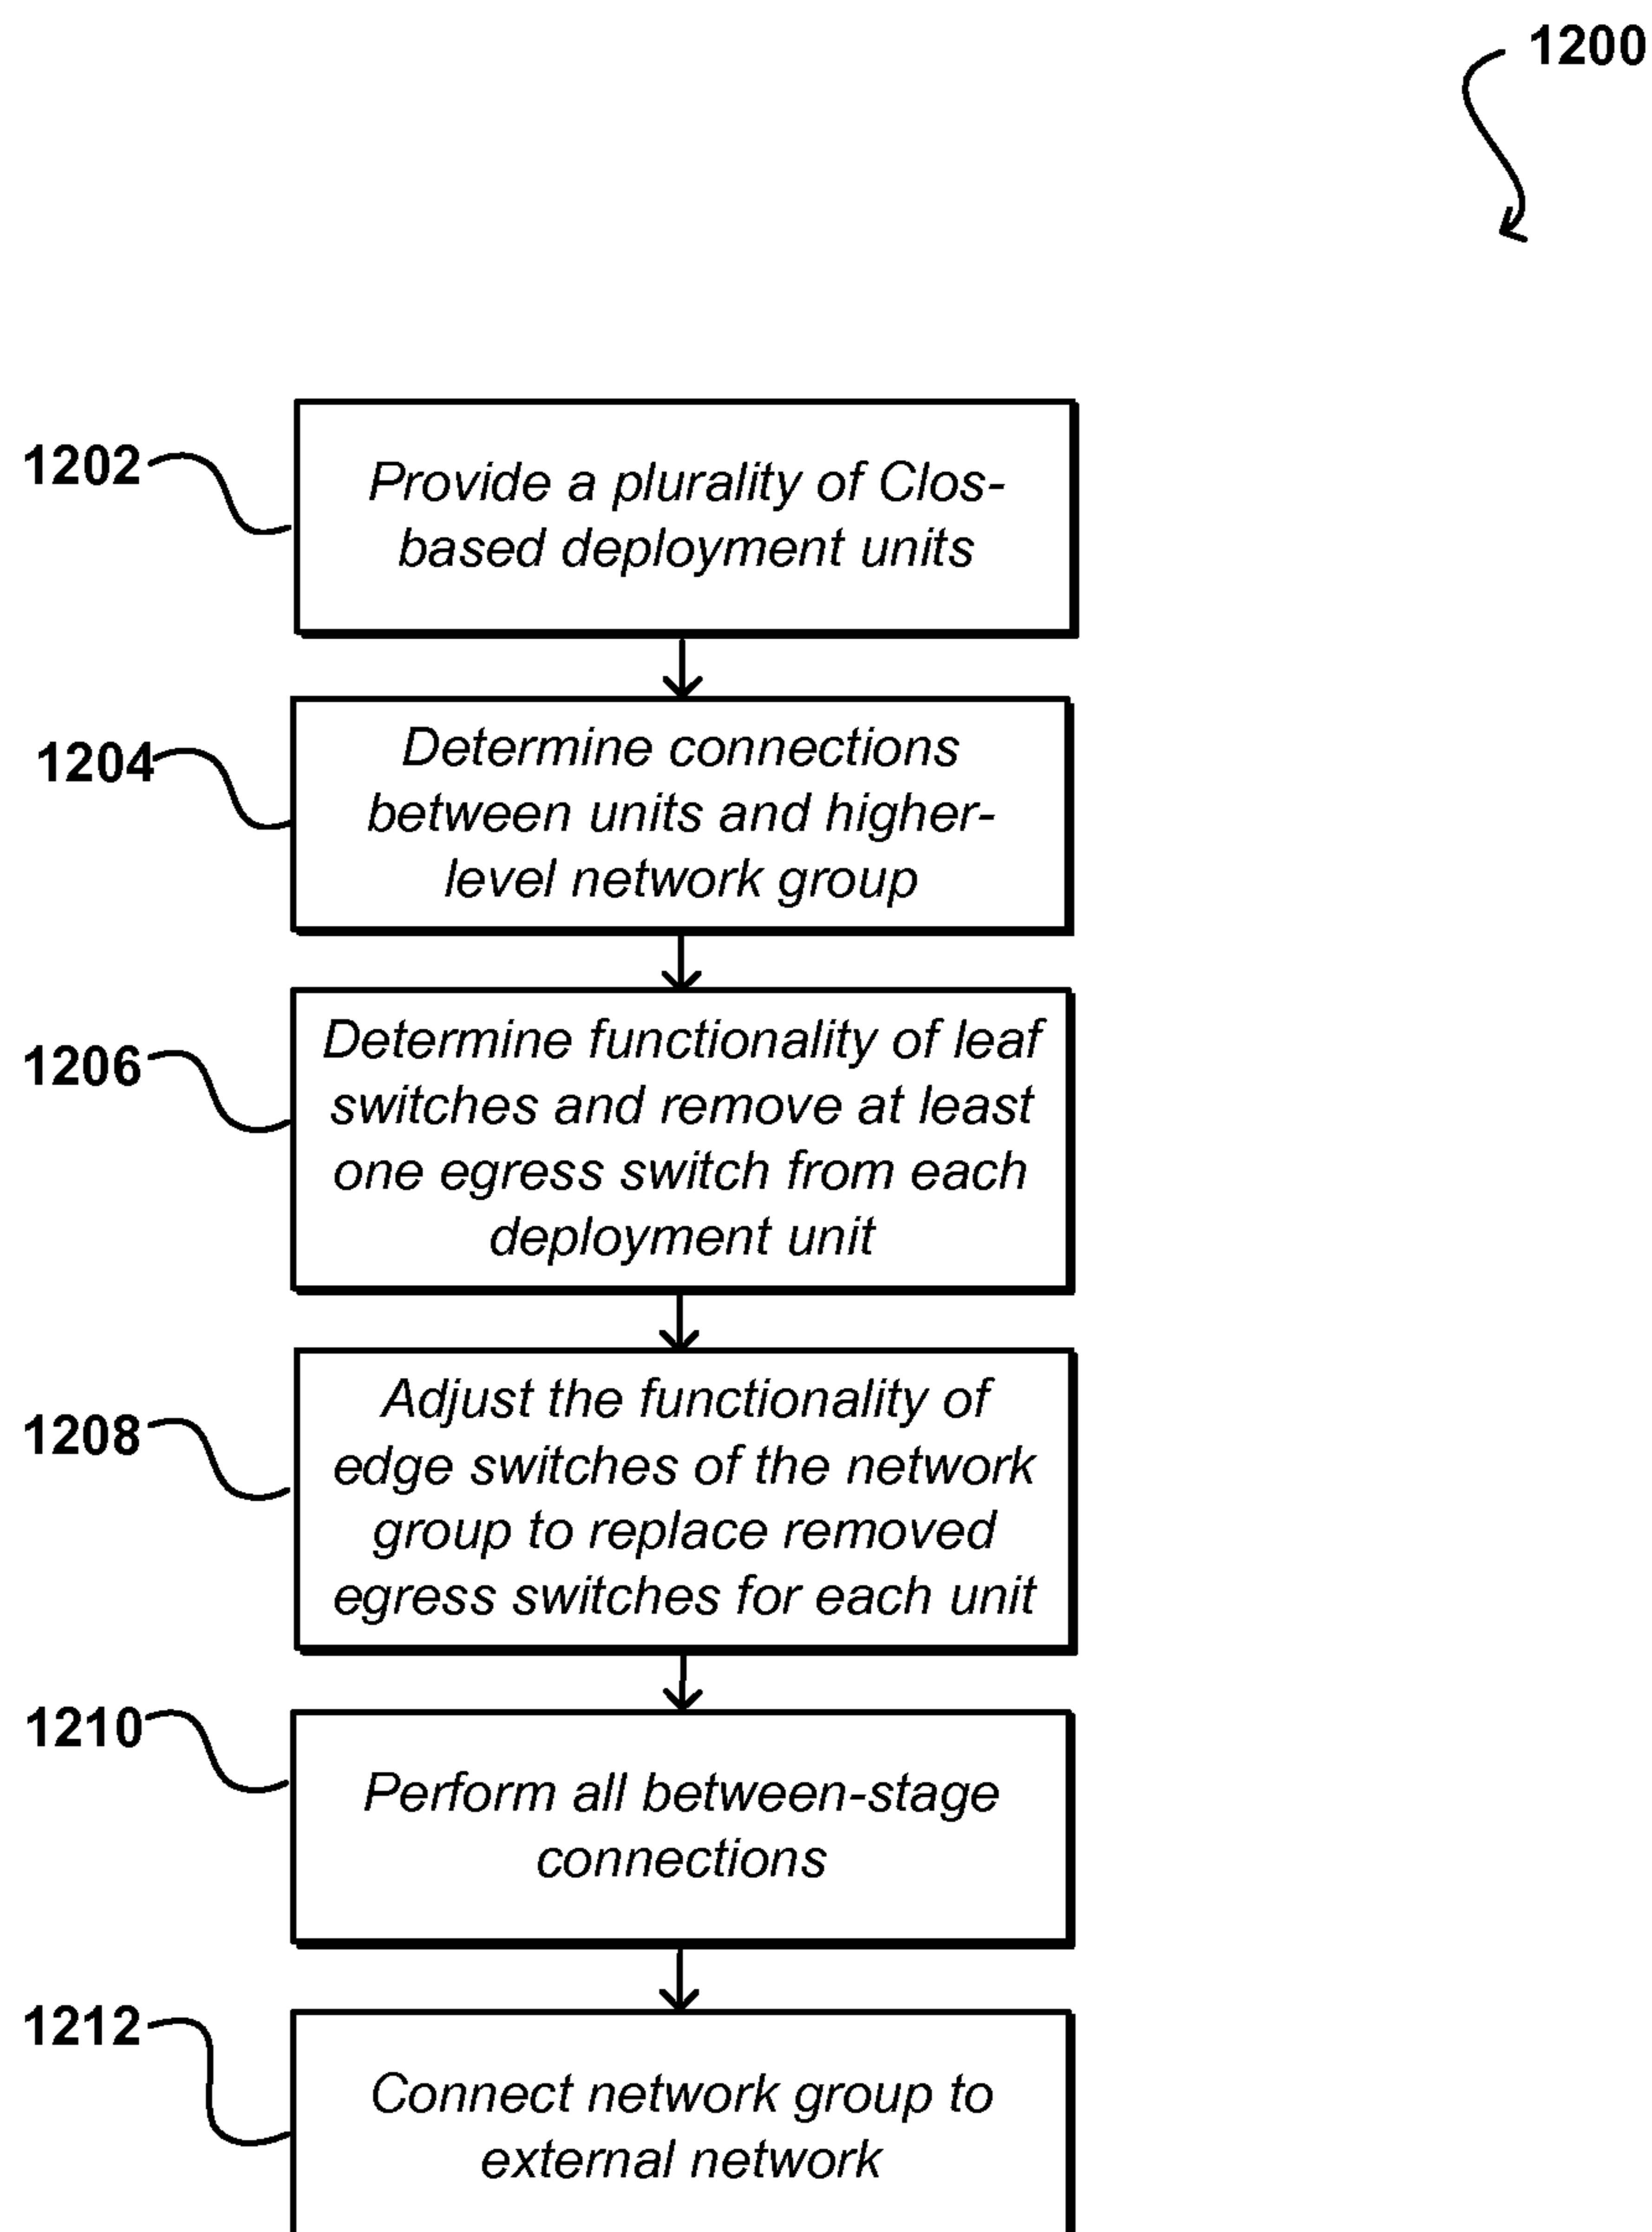 1200
1202
Provide a plurality of Clos-
based deployment units
1204
Determine connections
between units and higher-
level network group
1206
Determine functionality of leaf
switches and remove at least
one egress switch from each
deployment unit
1208
Adjust the functionality of
edge switches of the network
group to replace removed
egress switches for each unit
1210
Perform all between-stage
connections
1212
Connect network group to
external network